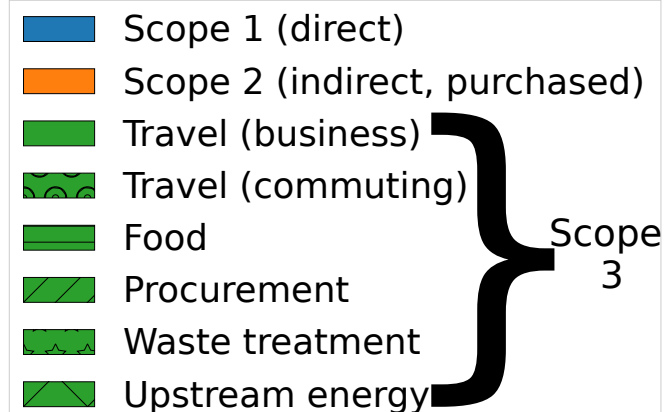 Scope 1 (direct)
Scope 2 (indirect, purchased)
Travel (business)
Travel (commuting)
Food
Procurement
Waste treatment
Upstream energy
Scope
3